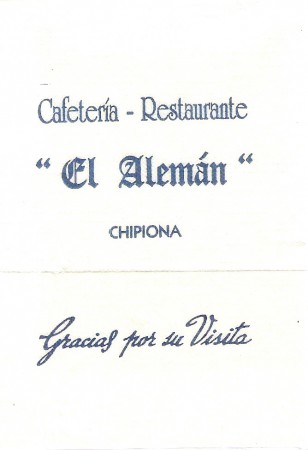 Cafetería - Restaurante
“ El Alemán “
CHIPIONA
Gracias por su Visita